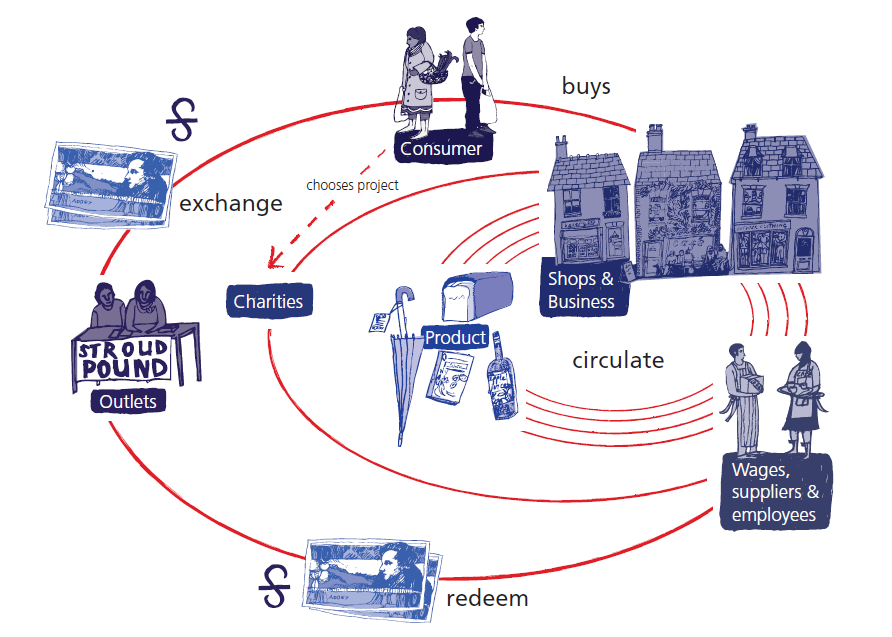 buys
Consumer
chooses project
exchange
Shops &
Business
Charities
Product
STROUD
POUND
circulate
Outlets
Wages,
suppliers &
employees
redeem